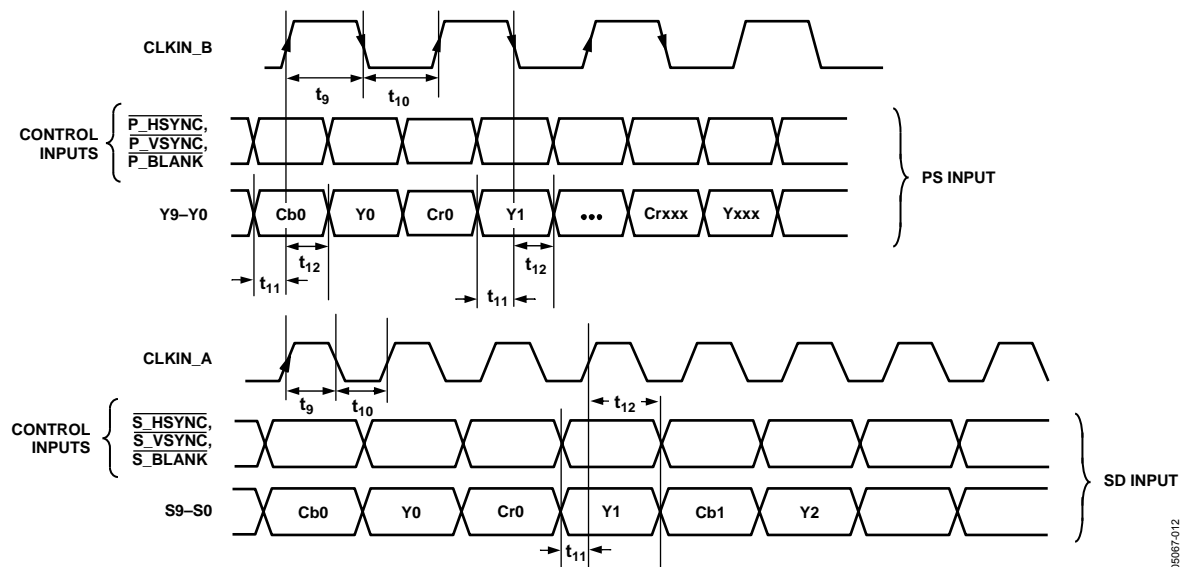 CLKIN_B
t9
t10
CONTROL
INPUTS
P_HSYNC,
P_VSYNC,
P_BLANK
PS INPUT
Y9–Y0
Cb0
Y0
Cr0
Y1
•••
Crxxx
Yxxx
t12
t12
t11
t11
CLKIN_A
t9
t10
t12
CONTROL
INPUTS
S_HSYNC,
S_VSYNC,
S_BLANK
SD INPUT
S9–S0
Cb0
Y0
Cr0
Y1
Cb1
Y2
t11
05067-012